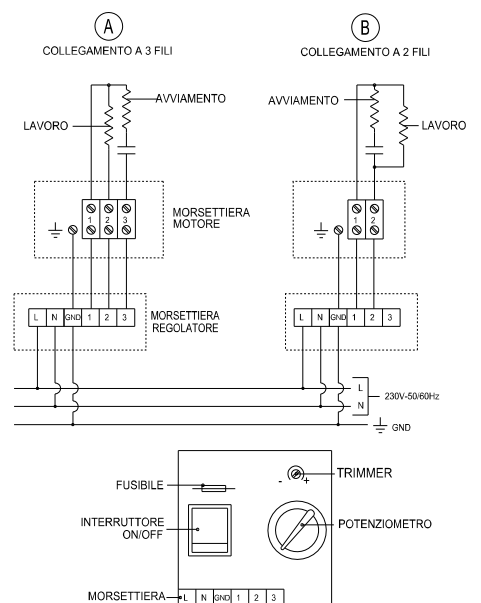 A
COLLEGAMENTO A 3 FILI
AVVIAMENTO
LAVORO
1 2 3
MORSETTIERA
MOTORE
L N GND 1 2 3
MORSETTIERA
REGOLATORE
B
COLLEGAMENTO A 2 FILI
AVVIAMENTO
LAVORO
1 2
L N GND 1 2 3
L
N
230V-50/60Hz
GND
FUSIBILE
- +
TRIMMER
INTERRUTTORE
ON/OFF
POTENZIOMETRO
MORSETTIERA
L N GND 1 2 3